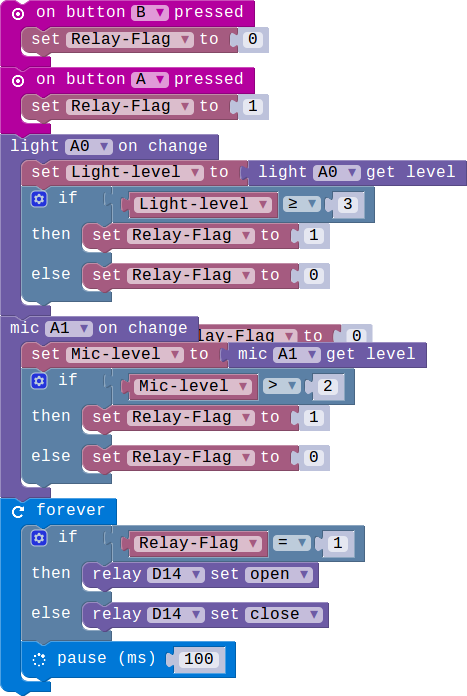 on button B ▼ pressed
set Relay-Flag ▼ to 0
on button A ▼ pressed
set Relay-Flag ▼ to 1
light A0 ▼ on change
set Light-level ▼ to light A0 ▼ get level
if Light-level ▼ ≥ ▼ 3
then set Relay-Flag ▼ to 1
else set Relay-Flag ▼ to 0
mic A1 ▼ on change
lay-Flag ▼ to 0
set Mic-level ▼ to mic A1 ▼ get level
if Mic-level ▼ > ▼ 2
then set Relay-Flag ▼ to 1
else set Relay-Flag ▼ to 0
forever
if Relay-Flag ▼ = ▼ 1
then relay D14 ▼ set open ▼
else relay D14 ▼ set close ▼
pause (ms) 100